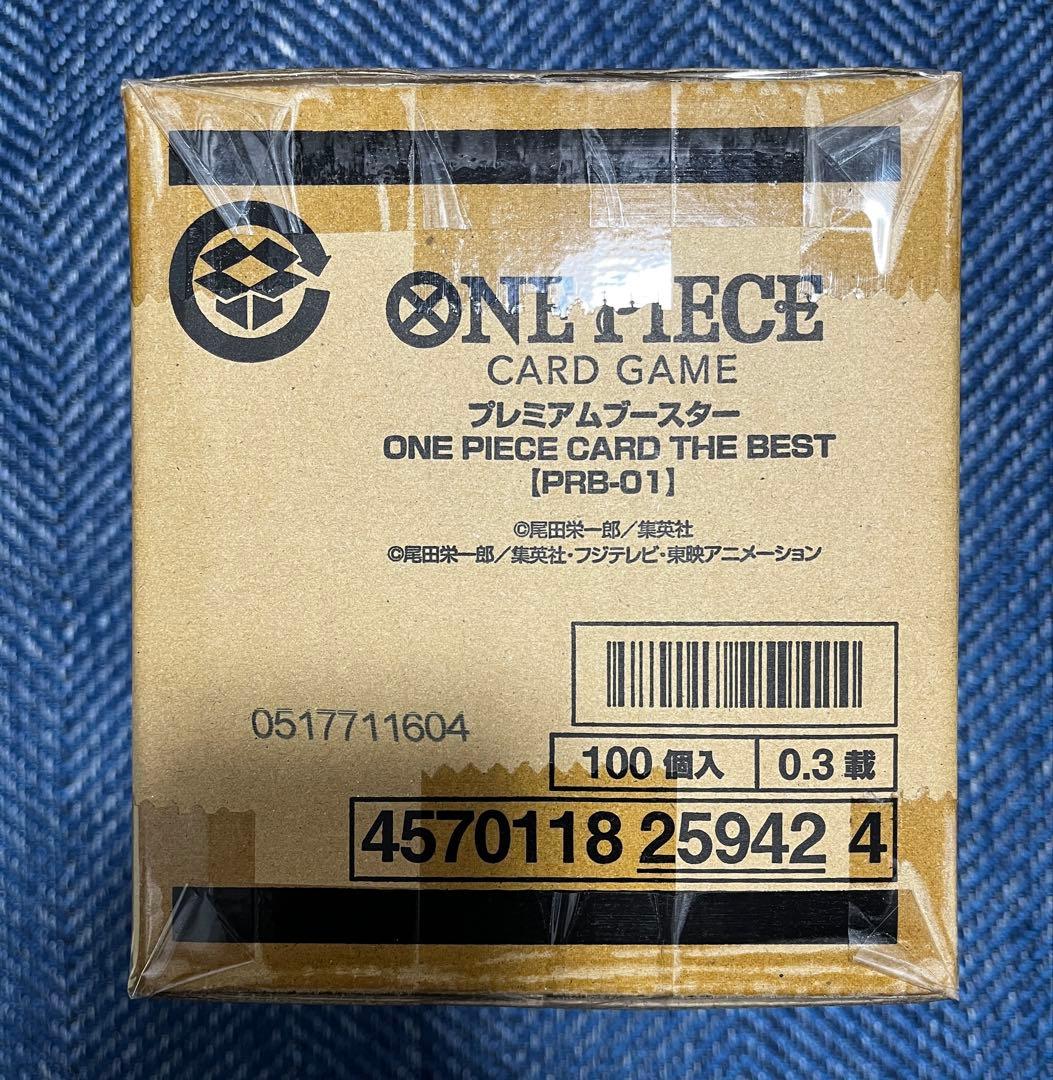 ONE PIECE
CARD GAME
プレミアムブースター
ONE PIECE CARD THE BEST
【PRB-01】
©尾田栄一郎／集英社
©尾田栄一郎／集英社・フジテレビ・東映アニメーション
0517711604
100 個入 0.3 載
4570118 25942 4